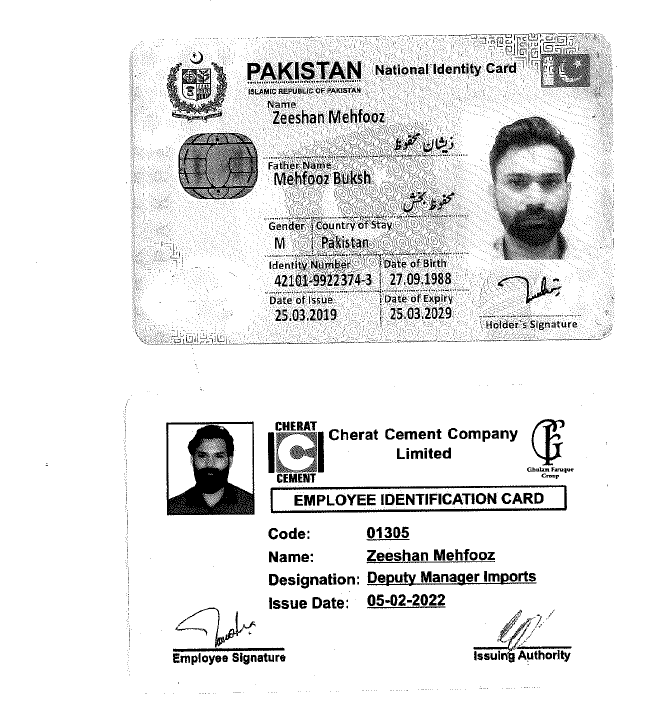 PAKISTAN National Identity Card
ISLAMIC REPUBLIC OF PAKISTAN
Name
Zeeshan Mehfooz
ذیشان محفوظ
Father Name
Mehfooz Buksh
محفوظ بخش
Gender Country of Stay
M Pakistan
Identity Number Date of Birth
42101-9922374-3 27.09.1988
Date of Issue Date of Expiry
25.03.2019 25.03.2029
Holder's Signature
CHERAT
CEMENT
Cherat Cement Company
Limited
Ghulam Faruque
Group
EMPLOYEE IDENTIFICATION CARD
Code: 01305
Name: Zeeshan Mehfooz
Designation: Deputy Manager Imports
Issue Date: 05-02-2022
Employee Signature
Issuing Authority